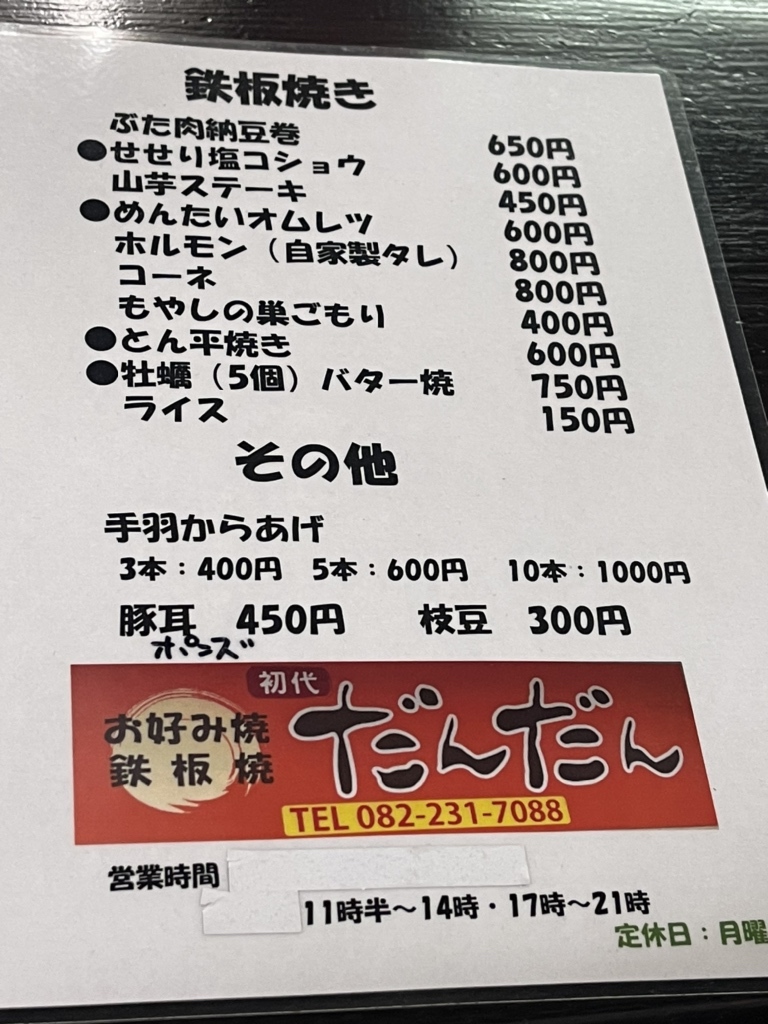 鉄板焼き
ぶた肉納豆巻 650円
●せせり塩コショウ 600円
山芋ステーキ 450円
●めんたいオムレツ 600円
ホルモン（自家製タレ） 800円
コーネ 800円
もやしの巣ごもり 400円
●とん平焼き 600円
●牡蠣（5個）バター焼 750円
ライス 150円
その他
手羽からあげ
3本：400円 5本：600円 10本：1000円
豚耳 450円 枝豆 300円
オポンズ
初代
お好み焼
鉄板焼
だんだん
TEL 082-231-7088
営業時間
11時半～14時・17時～21時
定休日：月曜